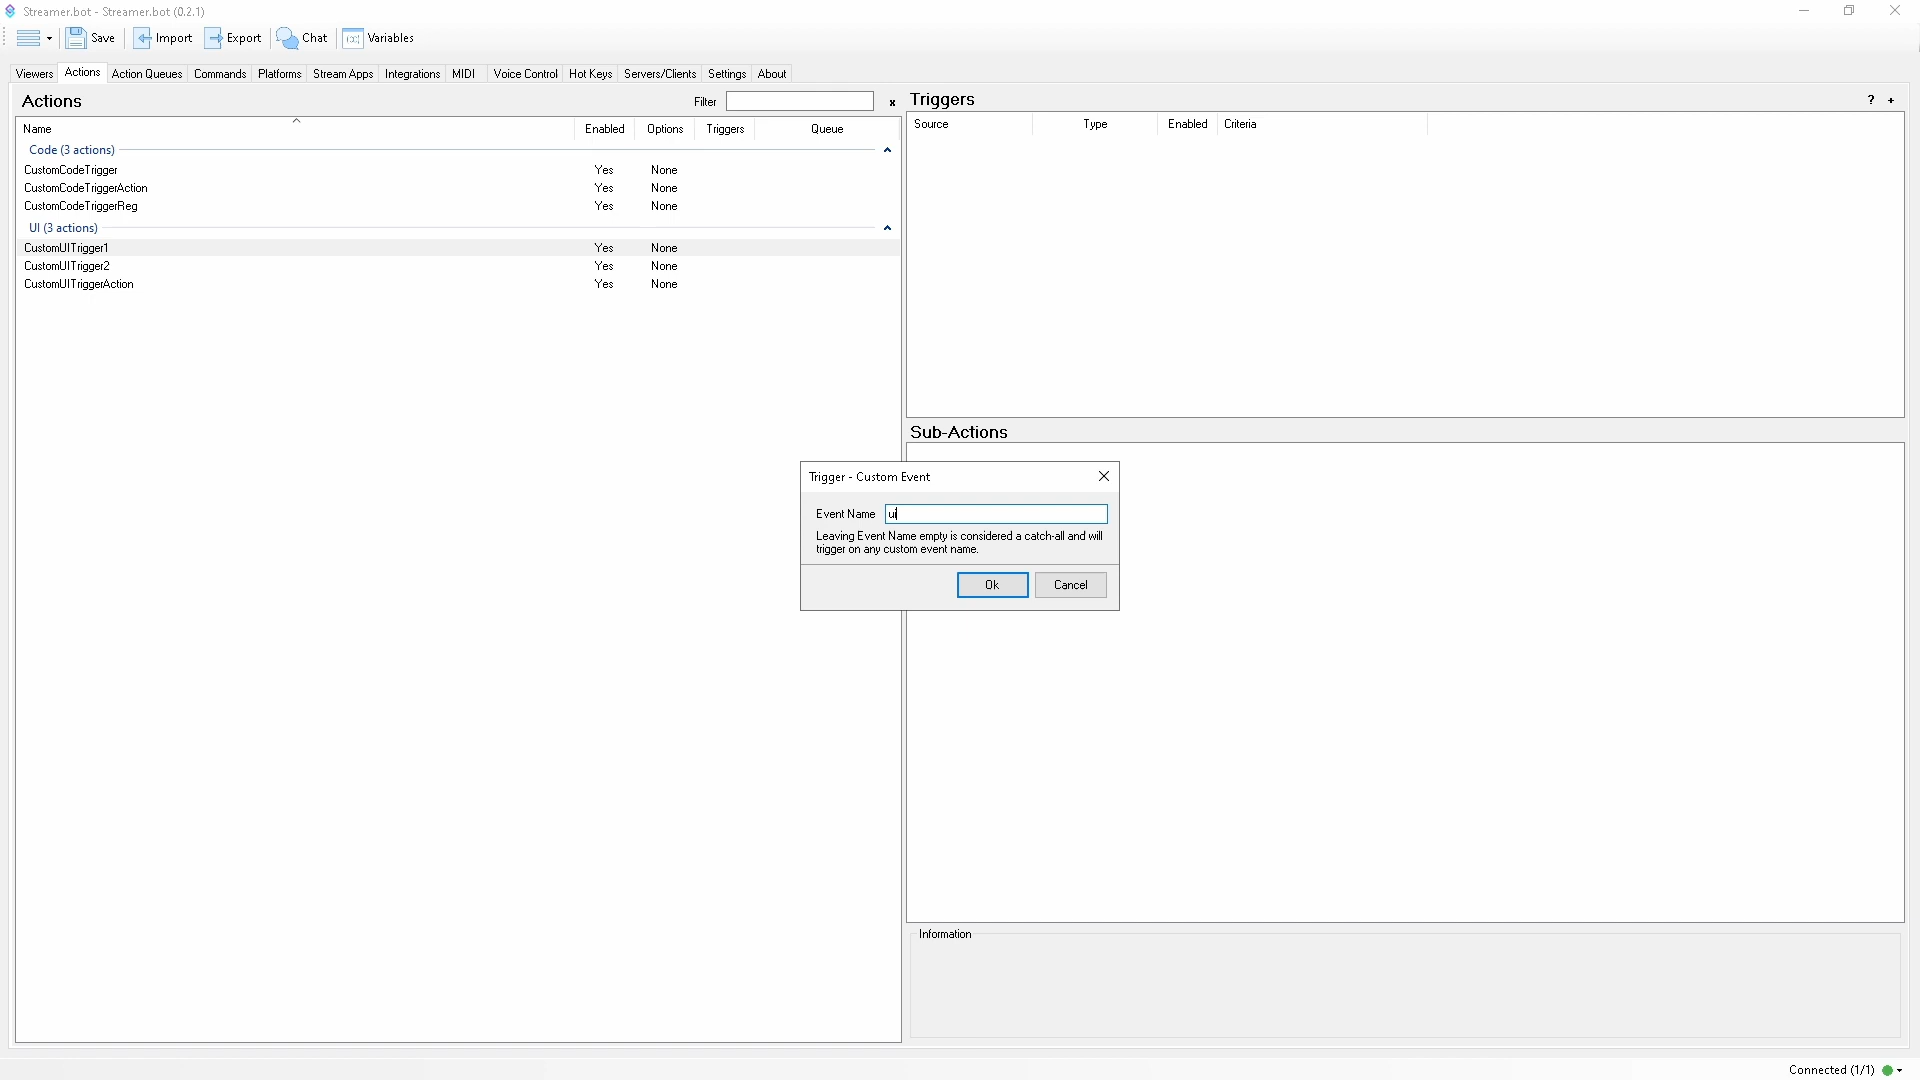 Streamer.bot - Streamer.bot (0.2.1)
Save Import Export Chat Variables
Viewers Actions Action Queues Commands Platforms Stream Apps Integrations MIDI Voice Control Hot Keys Servers/Clients Settings About
Actions Filter x
Name Enabled Options Triggers Queue
Code (3 actions)
CustomCodeTrigger Yes None
CustomCodeTriggerAction Yes None
CustomCodeTriggerReg Yes None
UI (3 actions)
CustomUITrigger1 Yes None
CustomUITrigger2 Yes None
CustomUITriggerAction Yes None
Triggers ? +
Source Type Enabled Criteria
Sub-Actions
Trigger - Custom Event
Event Name ui
Leaving Event Name empty is considered a catch-all and will
trigger on any custom event name.
Ok Cancel
Information
Connected (1/1)